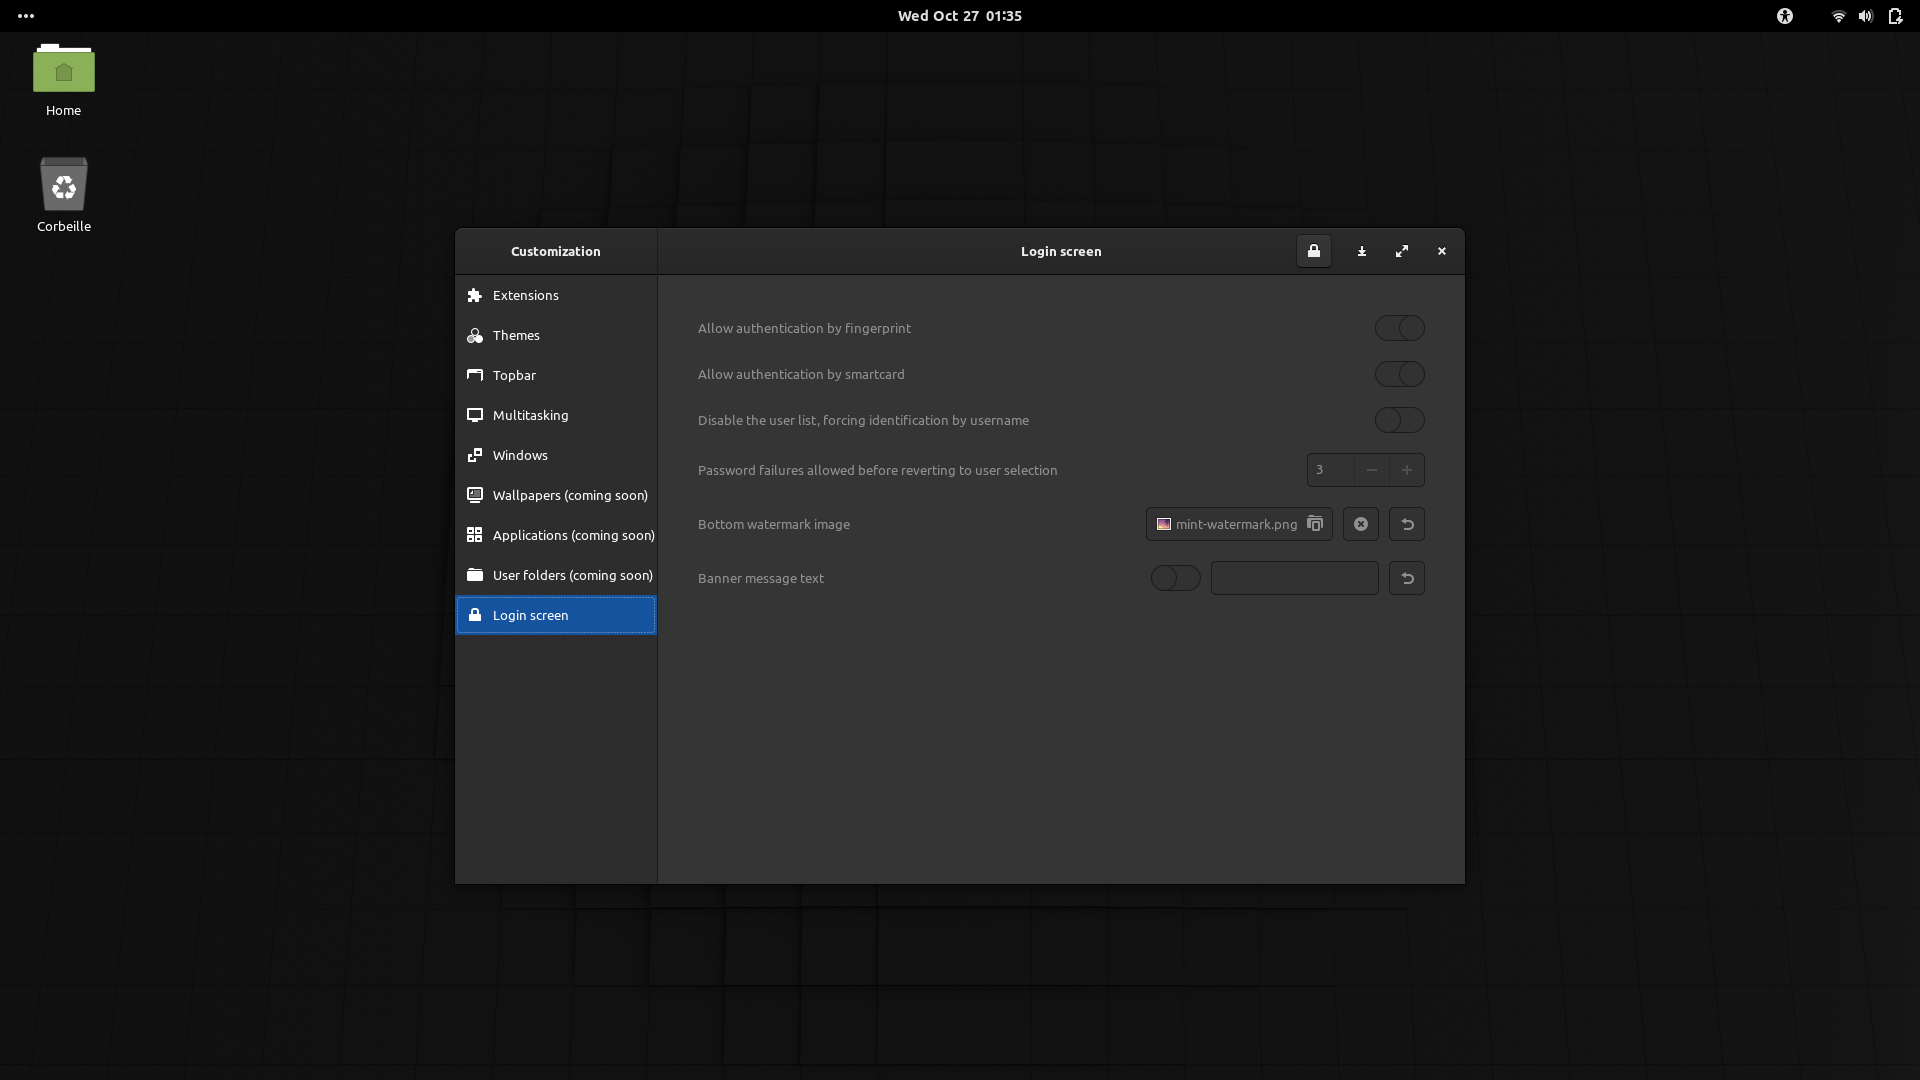 Wed Oct 27 01:35
Home
Corbeille
Customization
Login screen
Extensions
Themes
Topbar
Multitasking
Windows
Wallpapers (coming soon)
Applications (coming soon)
User folders (coming soon)
Login screen
Allow authentication by fingerprint
Allow authentication by smartcard
Disable the user list, forcing identification by username
Password failures allowed before reverting to user selection
3
Bottom watermark image
mint-watermark.png
Banner message text